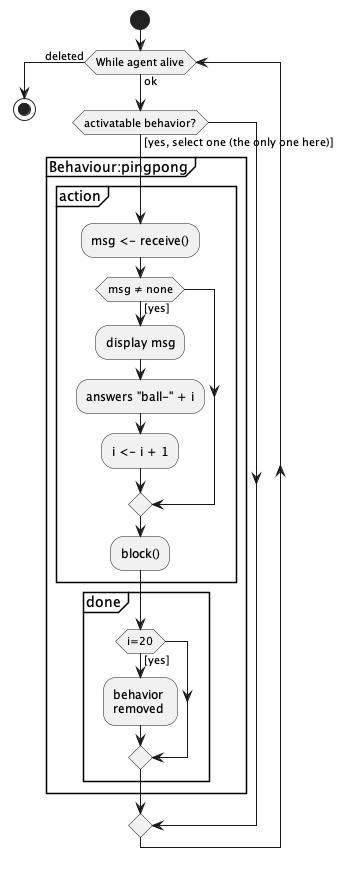 While agent alive
deleted
ok
activatable behavior?
[yes, select one (the only one here)]
Behaviour:pingpong
action
msg <- receive()
msg ≠ none
[yes]
display msg
answers "ball-" + i
i <- i + 1
block()
done
i=20
[yes]
behavior
removed